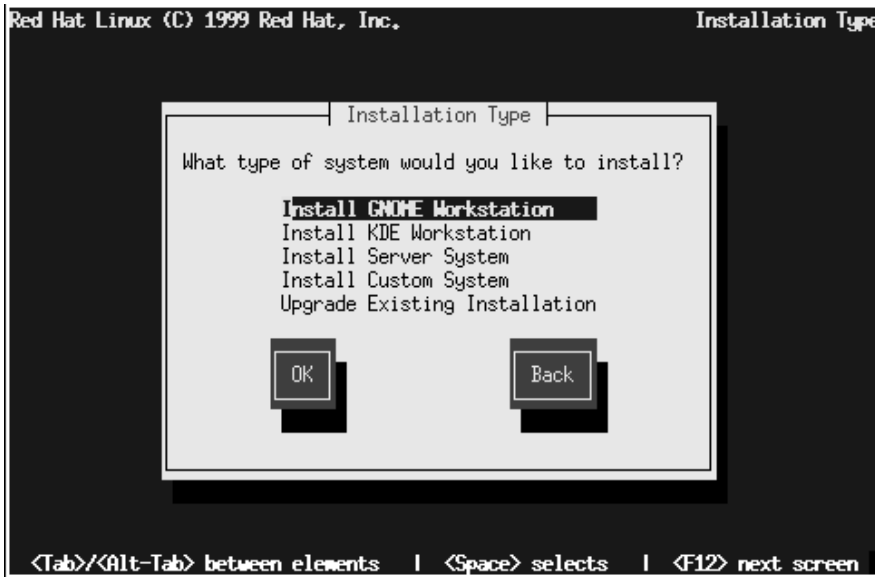 Red Hat Linux (C) 1999 Red Hat, Inc. Installation Type
Installation Type
What type of system would you like to install?
Install GNOME Workstation
Install KDE Workstation
Install Server System
Install Custom System
Upgrade Existing Installation
OK Back
<Tab>/<Alt-Tab> between elements | <Space> selects | <F12> next screen